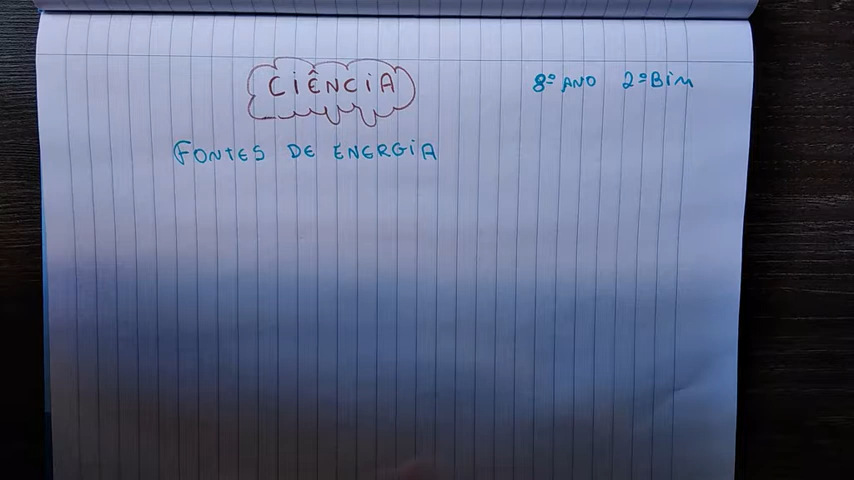 CIÊNCIA
8º ANO 2º BIM
FONTES DE ENERGIA